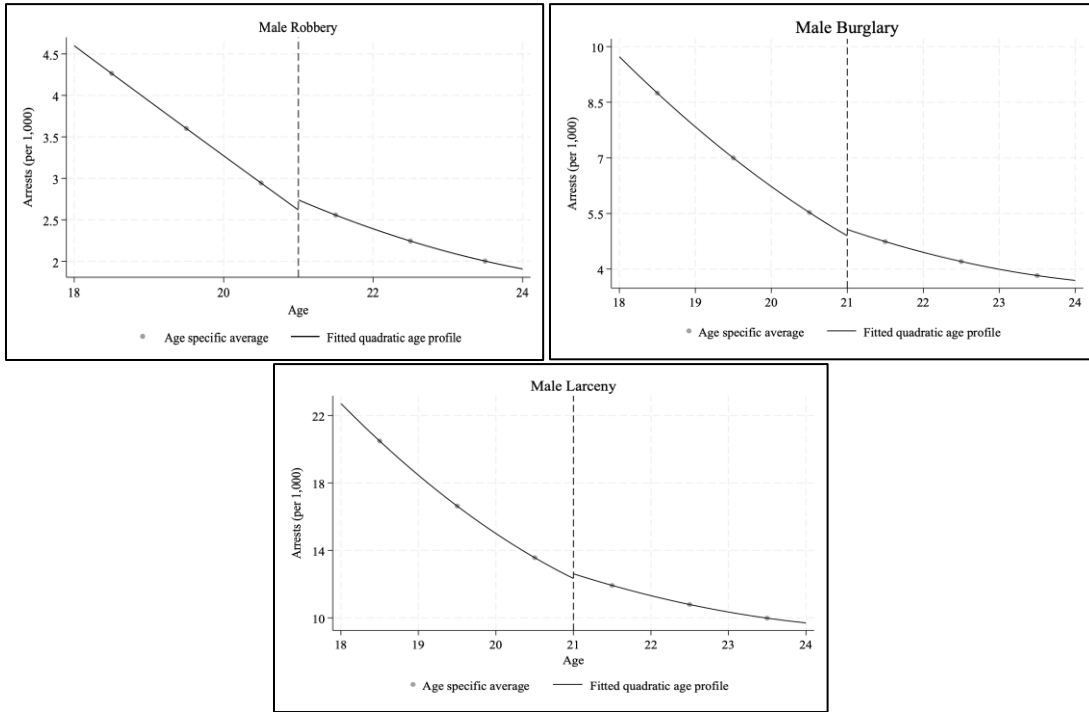 Male Robbery
4.5
4
3.5
3
2.5
2
Arrests (per 1,000)
18 20 22 24
Age
Age specific average Fitted quadratic age profile
Male Burglary
10
8.5
7
5.5
4
Arrests (per 1,000)
18 19 20 21 22 23 24
Age specific average Fitted quadratic age profile
Male Larceny
22
18
14
10
Arrests (per 1,000)
18 19 20 21 22 23 24
Age
Age specific average Fitted quadratic age profile